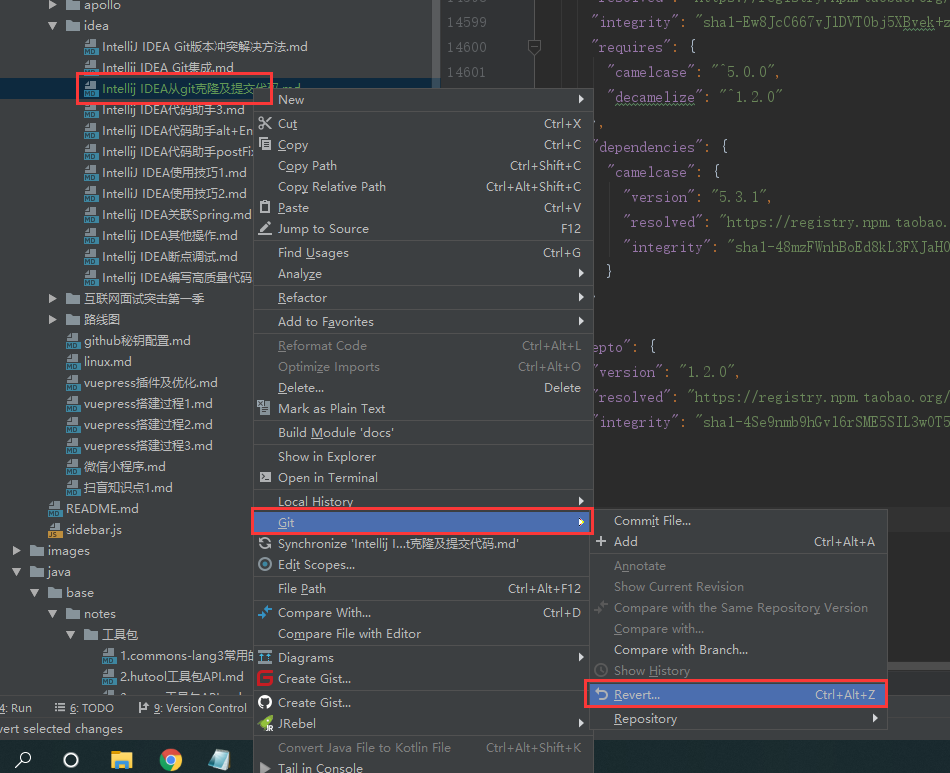 apollo
idea
IntelliJ IDEA Git版本冲突解决方法.md
Intellij IDEA Git集成.md
Intellij IDEA从git克隆及提交代码.md
Intellij IDEA代码助手3.md
Intellij IDEA代码助手alt+En
Intellij IDEA代码助手postFi
IntelliJ IDEA使用技巧1.md
IntelliJ IDEA使用技巧2.md
Intellij IDEA关联Spring.md
Intellij IDEA其他操作.md
Intellij IDEA断点调试.md
Intellij IDEA编写高质量代码
互联网面试突击第一季
路线图
github秘钥配置.md
linux.md
vuepress插件及优化.md
vuepress搭建过程1.md
vuepress搭建过程2.md
vuepress搭建过程3.md
微信小程序.md
扫盲知识点1.md
README.md
sidebar.js
images
java
base
notes
工具包
1.commons-lang3常用的
2.hutool工具包API.md
4: Run
6: TODO
9: Version Control
vert selected changes
New
Cut Ctrl+X
Copy Ctrl+C
Copy Path Ctrl+Shift+C
Copy Relative Path Ctrl+Alt+Shift+C
Paste Ctrl+V
Jump to Source F12
Find Usages Ctrl+G
Analyze
Refactor
Add to Favorites
Reformat Code Ctrl+Alt+L
Optimize Imports Ctrl+Alt+O
Delete... Delete
Mark as Plain Text
Build Module 'docs'
Show in Explorer
Open in Terminal
Local History
Git
Synchronize 'Intellij I...t克隆及提交代码.md'
Edit Scopes...
File Path Ctrl+Alt+F12
Compare With... Ctrl+D
Compare File with Editor
Diagrams
Create Gist...
Create Gist...
JRebel
Convert Java File to Kotlin File Ctrl+Alt+Shift+K
Tail in Console
Commit File...
Add Ctrl+Alt+A
Annotate
Show Current Revision
Compare with the Same Repository Version
Compare with...
Compare with Branch...
Show History
Revert... Ctrl+Alt+Z
Repository
14599 "integrity": "sha1-Ew8JcC667vJlDVT0bj5XBvek+z
14600 "requires": {
14601 "camelcase": "^5.0.0",
"decamelize": "^1.2.0"
,
dependencies": {
"camelcase": {
"version": "5.3.1",
"resolved": "https://registry.npm.taobao.
"integrity": "sha1-48mzFWnhBoEd8kL3FXJaH0
}
epto": {
version": "1.2.0",
resolved": "https://registry.npm.taobao.org/
integrity": "sha1-4Se9nmb9hGvl6rSME5SIL3wOT5